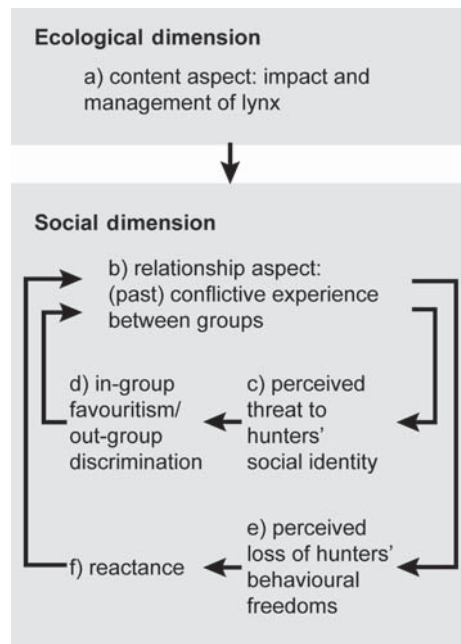 Ecological dimension
a) content aspect: impact and
management of lynx
Social dimension
b) relationship aspect:
(past) conflictive experience
between groups
d) in-group
favouritism/
out-group
discrimination
c) perceived
threat to
hunters'
social identity
e) perceived
loss of hunters'
behavioural
freedoms
f) reactance